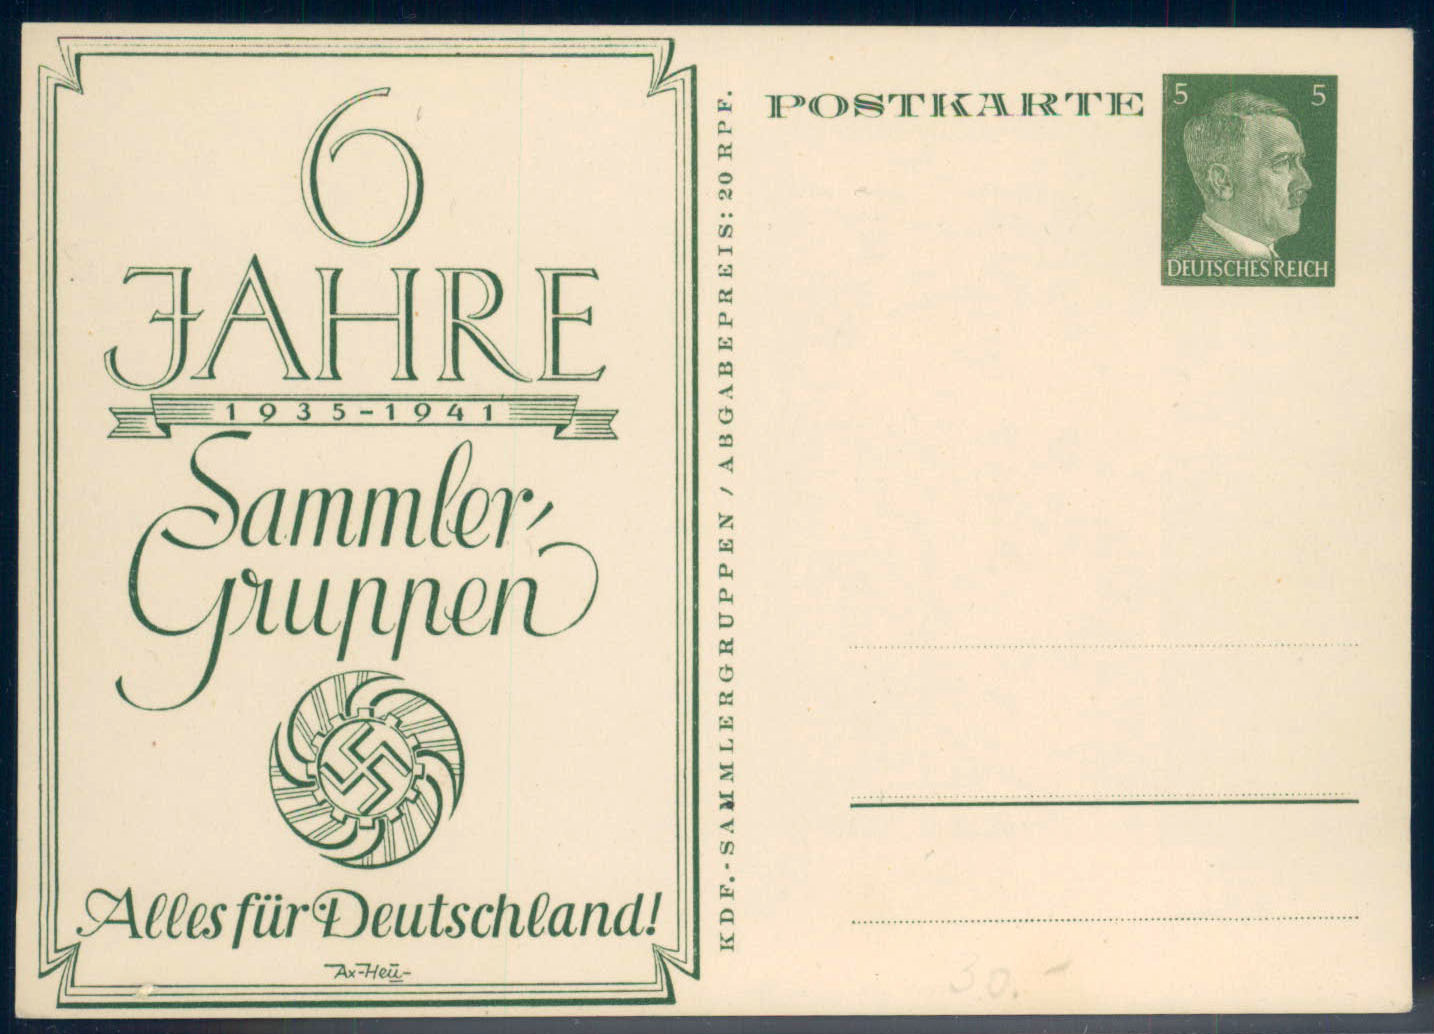 6
JAHRE
1935-1941
Sammler-
Gruppen
Alles für Deutschland!
Ax-Heu-
KDF.-SAMMLERGRUPPEN / ABGABEPREIS: 20 RPF.
POSTKARTE
5 5
DEUTSCHES REICH
30.-